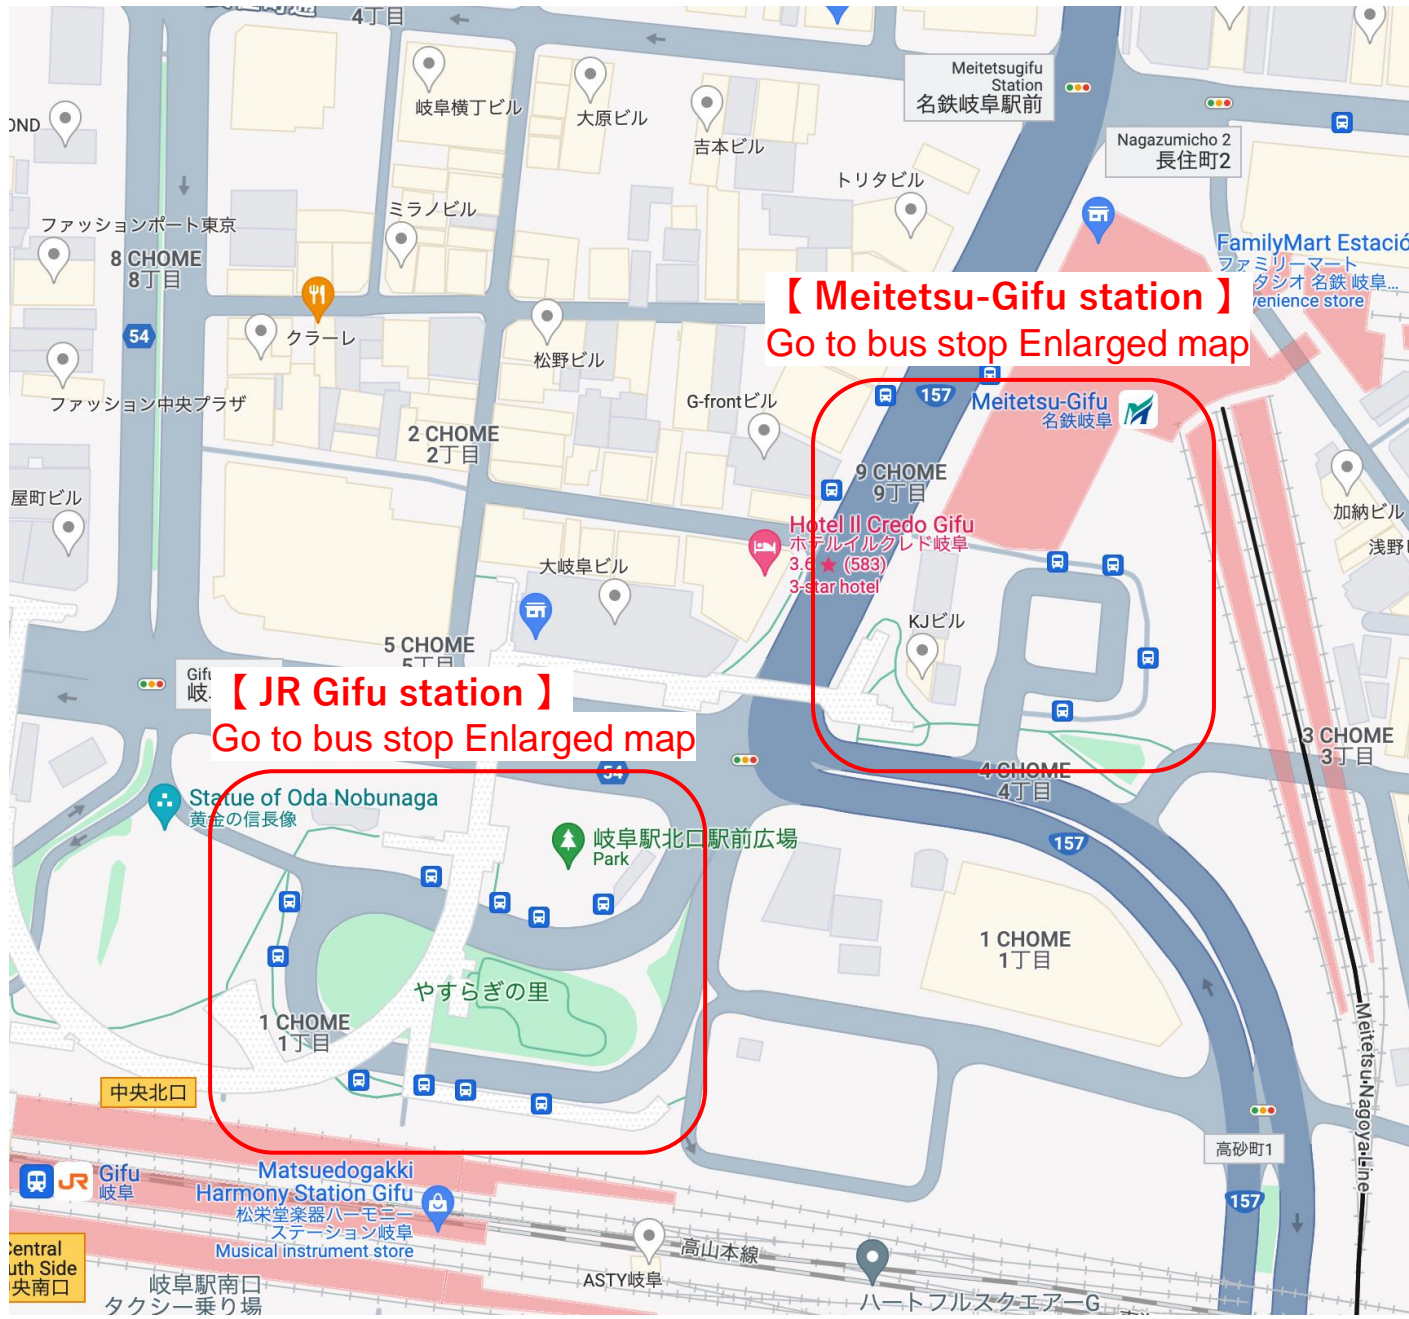 4丁目
Meitetsugifu
Station
名鉄岐阜駅前
岐阜横丁ビル
大原ビル
OND
吉本ビル
Nagazumicho 2
長住町2
トリタビル
ミラノビル
ファッションポート東京
8 CHOME
8丁目
FamilyMart Estació
ファミリーマート
タシオ 名鉄 岐阜...
venience store
【 Meitetsu-Gifu station 】
Go to bus stop Enlarged map
54
クラーレ
松野ビル
ファッション中央プラザ
G-frontビル
157
Meitetsu-Gifu
名鉄岐阜
2 CHOME
2丁目
9 CHOME
9丁目
屋町ビル
加納ビル
浅野
Hotel Il Credo Gifu
ホテルイルクレド岐阜
3.6 ★ (583)
3-star hotel
大岐阜ビル
KJビル
5 CHOME
5丁目
Gifu
岐
【 JR Gifu station 】
Go to bus stop Enlarged map
3 CHOME
3丁目
54
4 CHOME
4丁目
Statue of Oda Nobunaga
黄金の信長像
岐阜駅北口駅前広場
Park
157
1 CHOME
1丁目
やすらぎの里
1 CHOME
1丁目
中央北口
Meitetsu-Nagoya-Line
高砂町1
Gifu
岐阜
JR
Matsuedogakki
Harmony Station Gifu
松栄堂楽器ハーモニー
ステーション岐阜
Musical instrument store
157
Central
uth Side
央南口
高山本線
ASTY岐阜
岐阜駅南口
タクシー乗り場
ハートフルスクエアーG